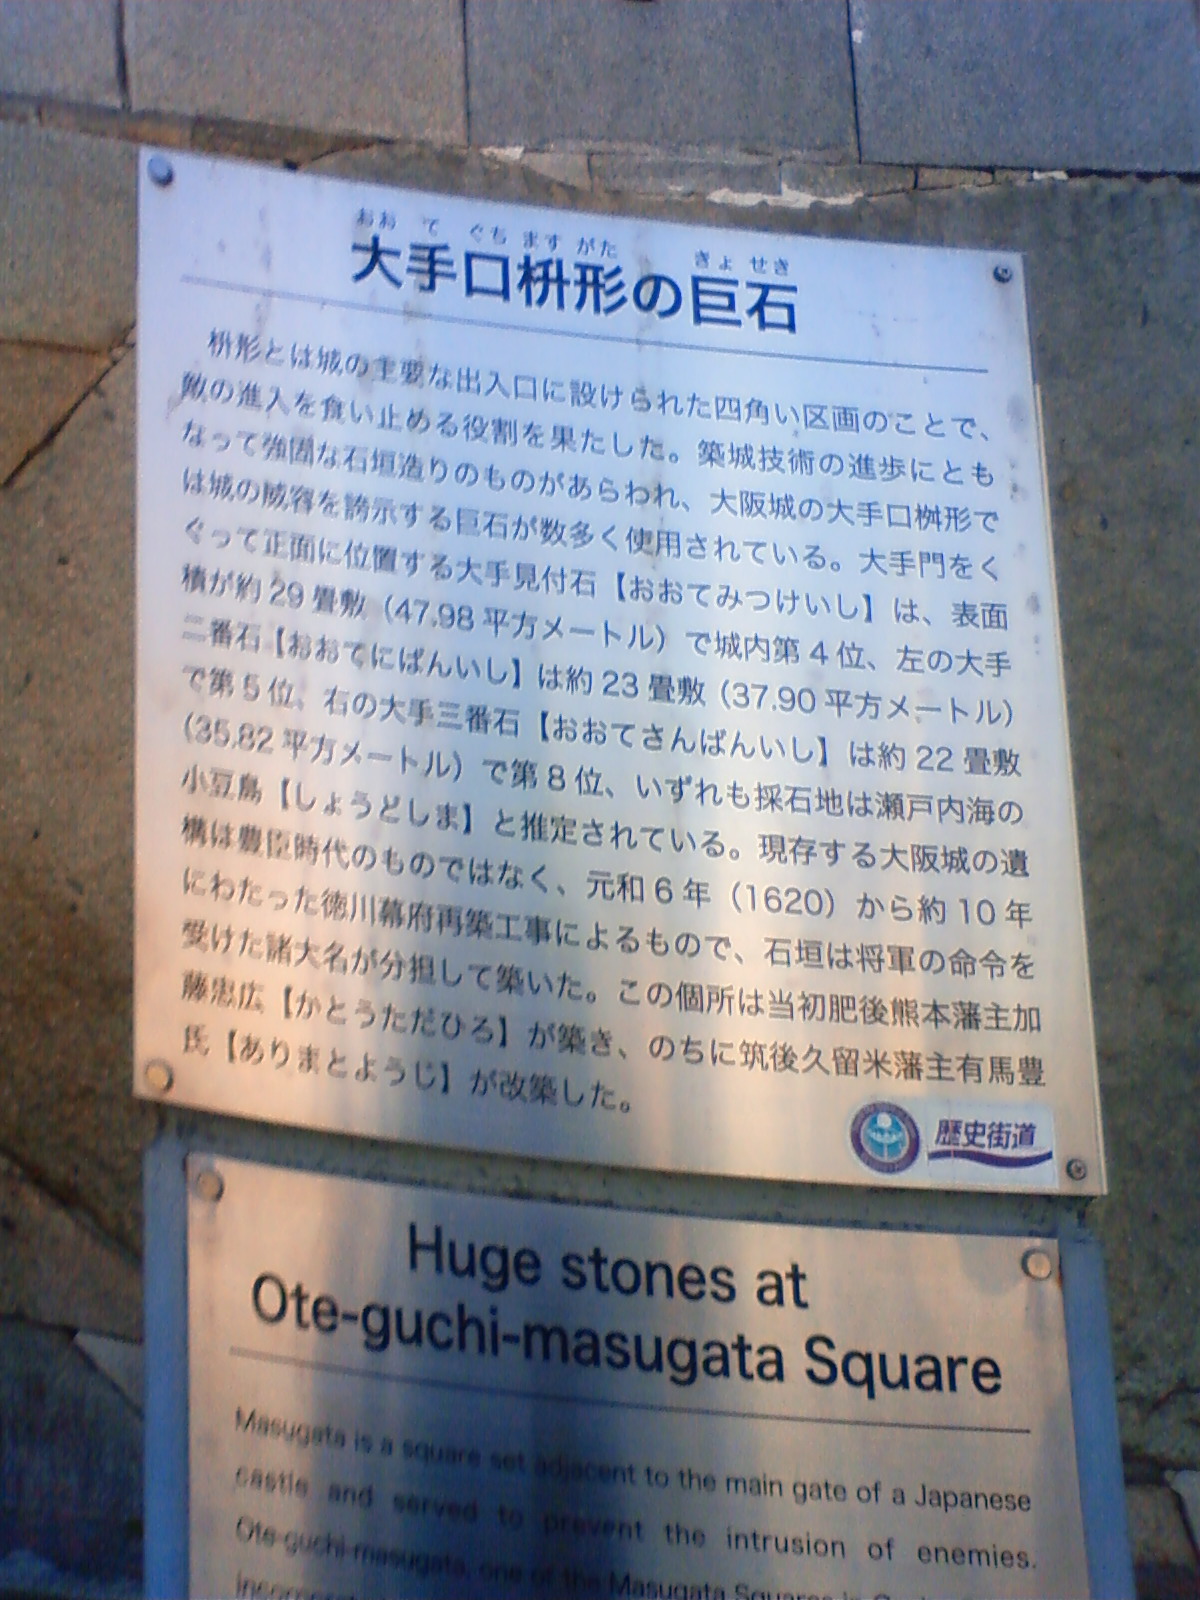 おおてぐちますがた きょせき
大手口枡形の巨石
枡形とは城の主要な出入口に設けられた四角い区画のことで、
敵の進入を食い止める役割を果たした。築城技術の進歩にとも
なって強固な石垣造りのものがあらわれ、大阪城の大手口桝形で
は城の威容を誇示する巨石が数多く使用されている。大手門をく
ぐって正面に位置する大手見付石【おおてみつけいし】は、表面
積が約29畳敷(47.98平方メートル)で城内第4位、左の大手
二番石【おおてにばんいし】は約23畳敷(37.90平方メートル)
で第5位、右の大手三番石【おおてさんばんいし】は約22畳敷
(35.82平方メートル)で第8位、いずれも採石地は瀬戸内海の
小豆島【しょうどしま】と推定されている。現存する大阪城の遺
構は豊臣時代のものではなく、元和6年(1620)から約10年
にわたった徳川幕府再築工事によるもので、石垣は将軍の命令を
受けた諸大名が分担して築いた。この個所は当初肥後熊本藩主加
藤忠広【かとうただひろ】が築き、のちに筑後久留米藩主有馬豊
氏【ありまとようじ】が改築した。
歴史街道
Huge stones at
Ote-guchi-masugata Square
Masugata is a square set adjacent to the main gate of a Japanese
castle and served to prevent the intrusion of enemies.
Ote-guchi-masugata, one of the Masugata Squares in